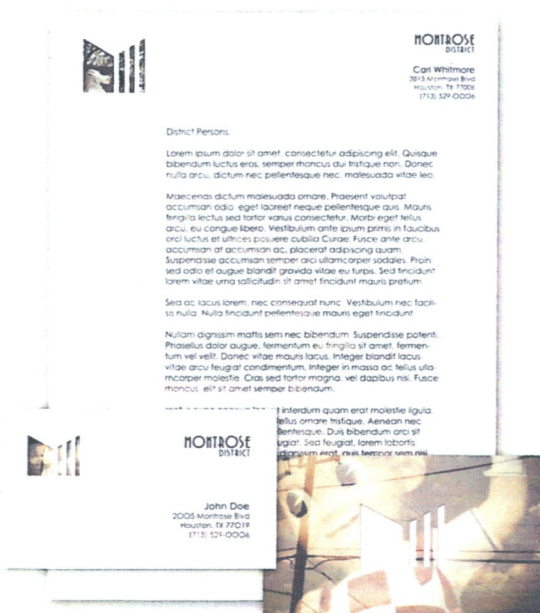 MONTROSE
DISTRICT
Carl Whitmore
3815 Montrose Blvd
Houston, TX 77006
(713) 529-0006
District Persons,
Lorem ipsum dolor sit amet, consectetur adipiscing elit. Quisque
bibendum luctus eros, semper rhoncus dui tristique non. Donec
nulla arcu, dictum nec pellentesque nec, malesuada vitae leo.
Maecenas dictum malesuada ornare. Praesent volutpat
accumsan odio, eget laoreet neque pellentesque quis. Mauris
fringilla lectus sed tortor varius consectetur. Morbi eget tellus
arcu, eu congue libero. Vestibulum ante ipsum primis in faucibus
orci luctus et ultrices posuere cubilia Curae; Fusce ante arcu,
accumsan at accumsan ac, placerat adipiscing quam.
Suspendisse accumsan semper orci ullamcorper sodales. Proin
sed odio et augue blandit gravida vitae eu turpis. Sed tincidunt
lorem vitae urna sollicitudin sit amet tincidunt mauris pretium.
Sed ac lacus lorem, nec consequat nunc. Vestibulum nec facili-
sis nulla. Nulla tincidunt pellentesque mauris eget tincidunt.
Nullam dignissim mattis sem nec bibendum. Suspendisse potenti.
Phasellus dolor augue, fermentum eu fringilla sit amet, fermen-
tum vel velit. Donec vitae mauris lacus. Integer blandit lacus
vitae arcu feugiat condimentum. Integer in massa ac tellus ulla-
mcorper molestie. Cras sed tortor magna, vel dapibus nisi. Fusce
rhoncus, elit sit amet semper bibendum,
interdum quam erat molestie ligula.
tellus ornare tristique. Aenean nec
Duis bibendum orci sit
Sed feugiat, lorem lobortis
dignissim erat, quis tempor sem nisi
MONTROSE
DISTRICT
John Doe
2005 Montrose Blvd
Houston, TX 77019
(713) 529-0006